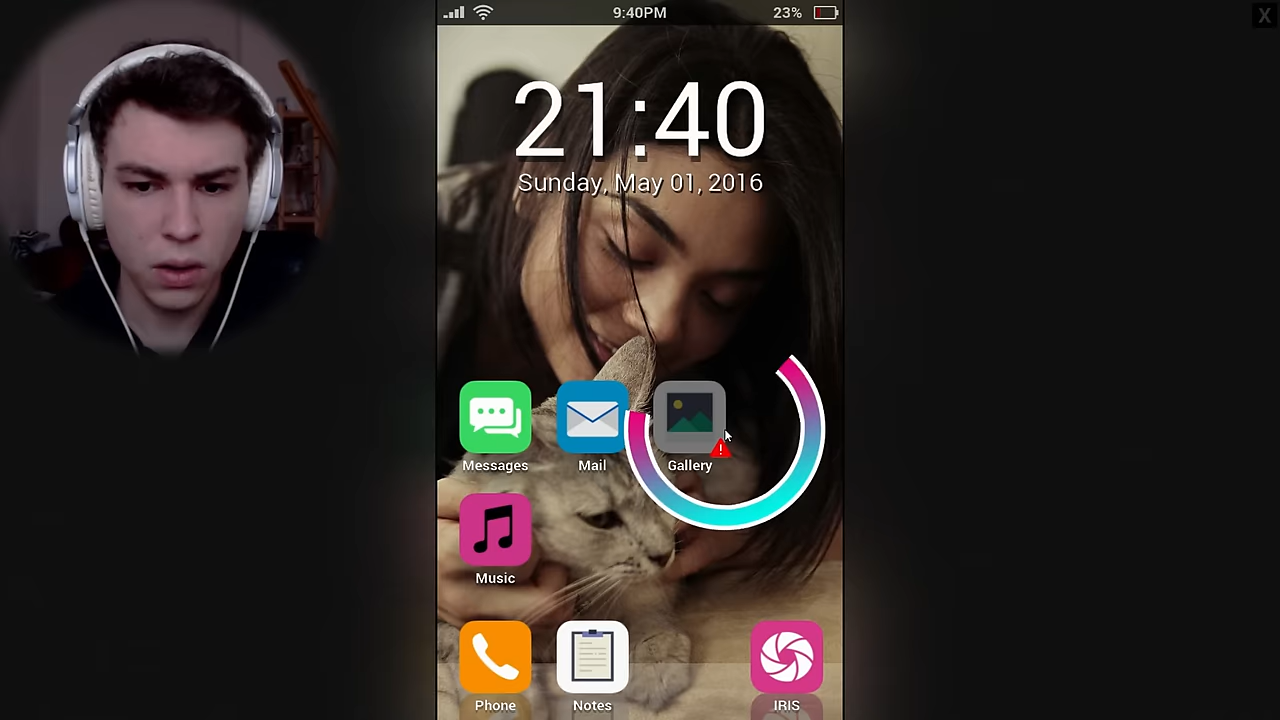 9:40PM
23%
X
21:40
Sunday, May 01, 2016
Messages
Mail
Gallery
Music
Phone
Notes
IRIS